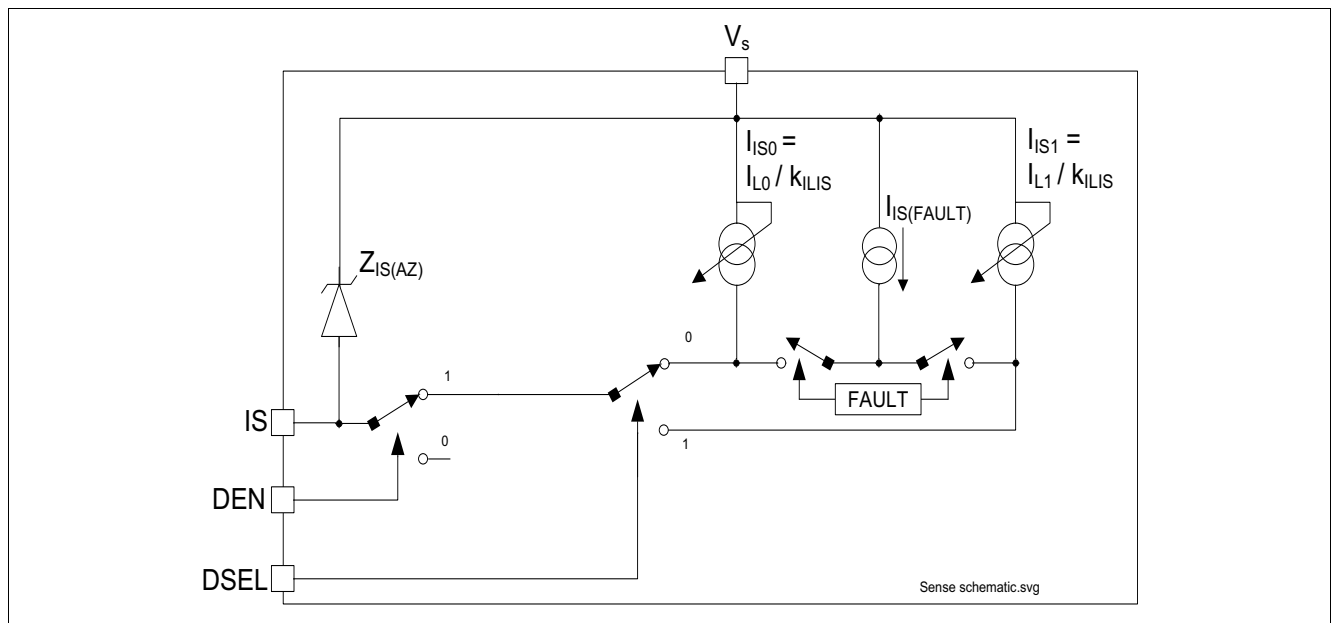 Vs
IIS0 =
IL0 / kILIS
IIS1 =
IL1 / kILIS
IIS(FAULT)
ZIS(AZ)
0
1
FAULT
IS
0
1
DEN
DSEL
Sense schematic.svg